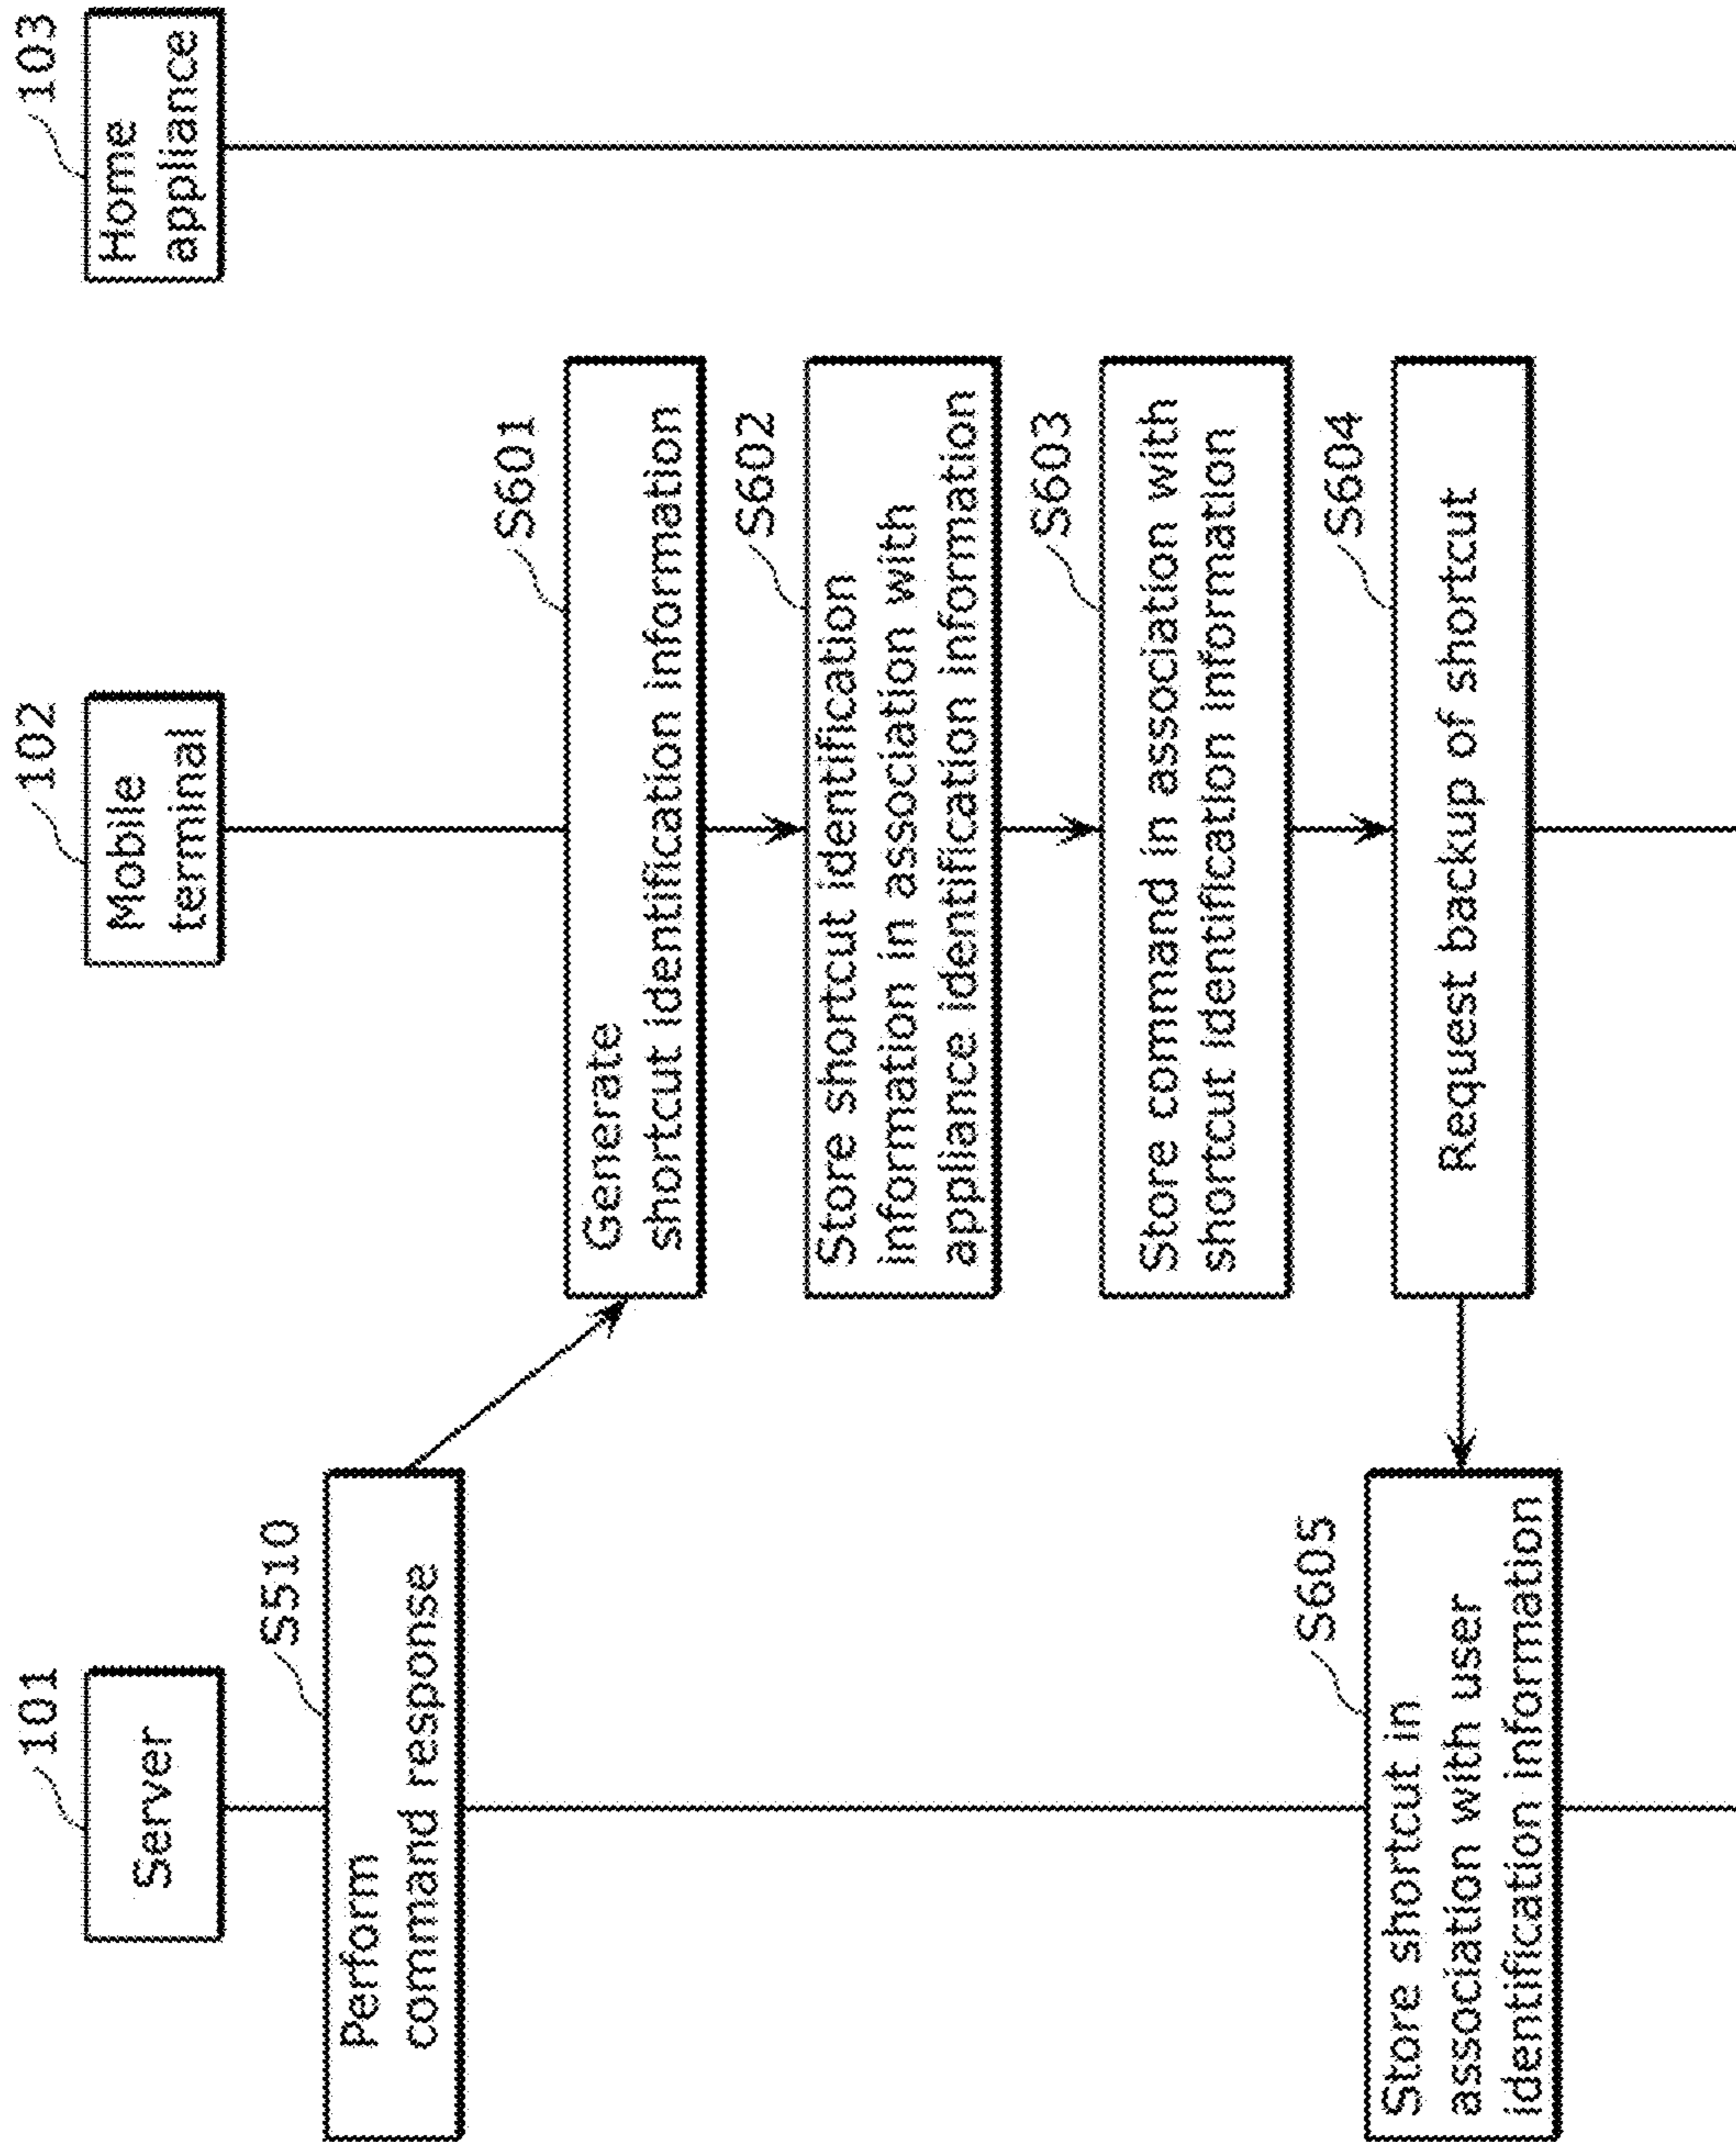 101
Server
102
Mobile
terminal
103
Home
appliance
S510
Perform
command response
S601
Generate
shortcut identification information
S602
Store shortcut identification
information in association with
appliance identification information
S603
Store command in association with
shortcut identification information
S604
Request backup of shortcut
S605
Store shortcut in
association with user
identification information